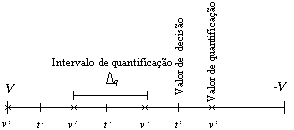 Valor de decisão
Valor de quantificação
Intervalo de quantificação
Δq
V
-V